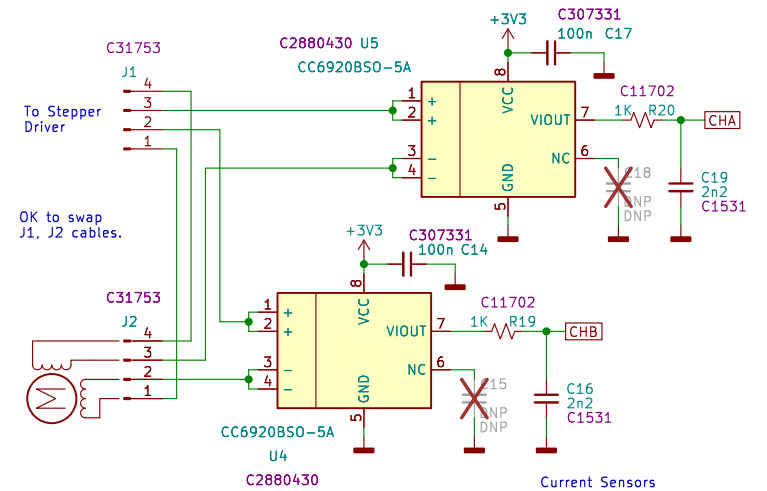 +3V3
C307331
100n C17
C31753
C2880430 U5
CC6920BSO-5A
J1
8
VCC
4
3
2
1
1 +
2 +
3 -
4 -
VIOUT 7
NC 6
GND
5
C11702
1K R20
CHA
To Stepper
Driver
C18
DNP
DNP
C19
2n2
C1531
OK to swap
J1, J2 cables.
+3V3
C307331
100n C14
C31753
J2
8
VCC
4
3
2
1
1 +
2 +
3 -
4 -
VIOUT 7
NC 6
GND
5
C11702
1K R19
CHB
M
C15
DNP
DNP
C16
2n2
C1531
CC6920BSO-5A
U4
C2880430
Current Sensors